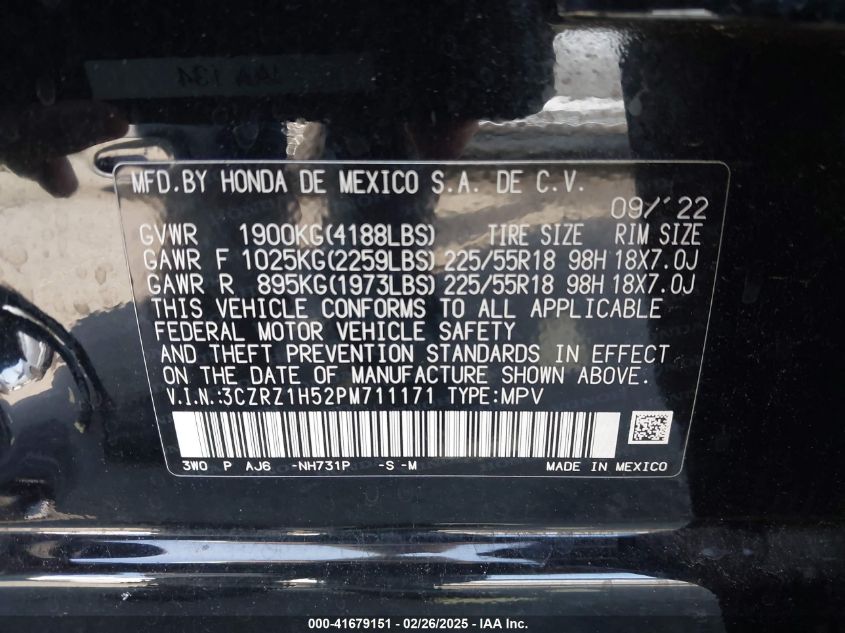 MFD.BY HONDA DE MEXICO S.A. DE C.V.
09/'22
GVWR 1900KG(4188LBS) TIRE SIZE RIM SIZE
GAWR F 1025KG(2259LBS) 225/55R18 98H 18X7.0J
GAWR R 895KG(1973LBS) 225/55R18 98H 18X7.0J
THIS VEHICLE CONFORMS TO ALL APPLICABLE
FEDERAL MOTOR VEHICLE SAFETY
AND THEFT PREVENTION STANDARDS IN EFFECT
ON THE DATE OF MANUFACTURE SHOWN ABOVE.
V.I.N.:3CZRZ1H52PM711171 TYPE:MPV
3W0 P AJ6 -NH731P -S-M MADE IN MEXICO
000-41679151 - 02/26/2025 - IAA Inc.